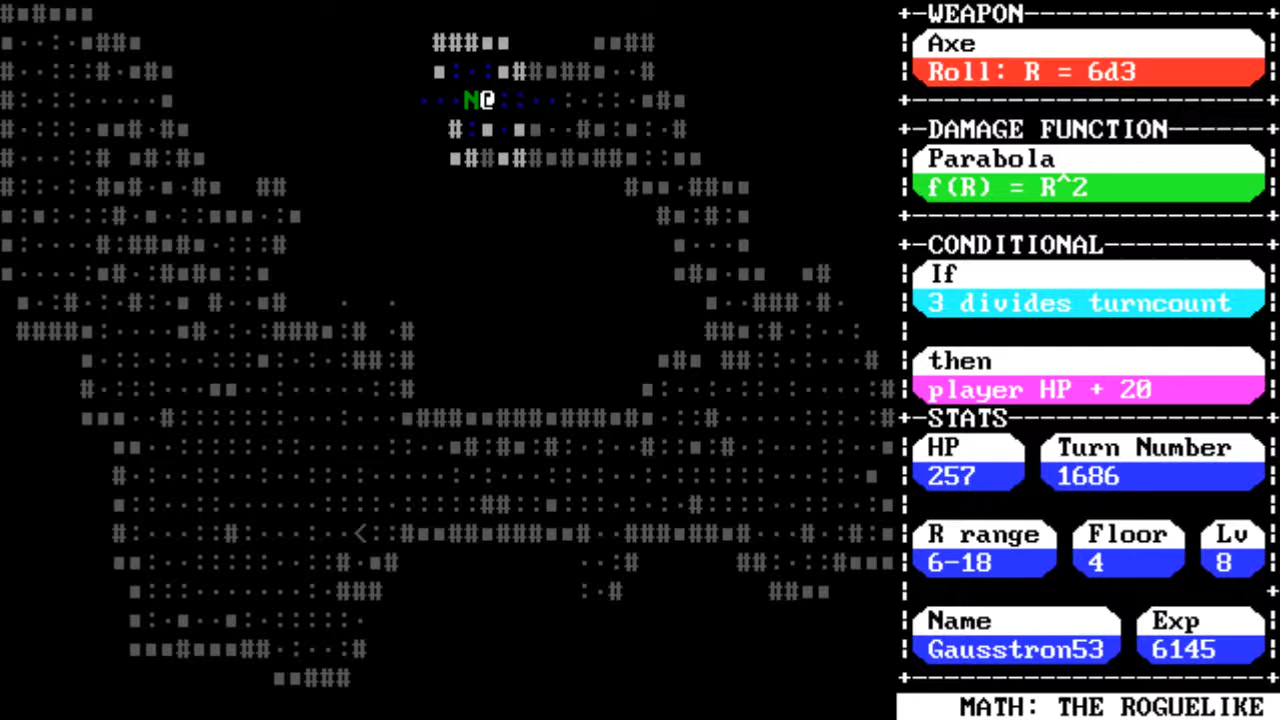 WEAPON
Axe
Roll: R = 6d3
DAMAGE FUNCTION
Parabola
f(R) = R^2
CONDITIONAL
If
3 divides turncount
then
player HP + 20
STATS
HP Turn Number
257 1686
R range Floor Lv
6-18 4 8
Name Exp
Gausstron53 6145
N@
<
MATH: THE ROGUELIKE